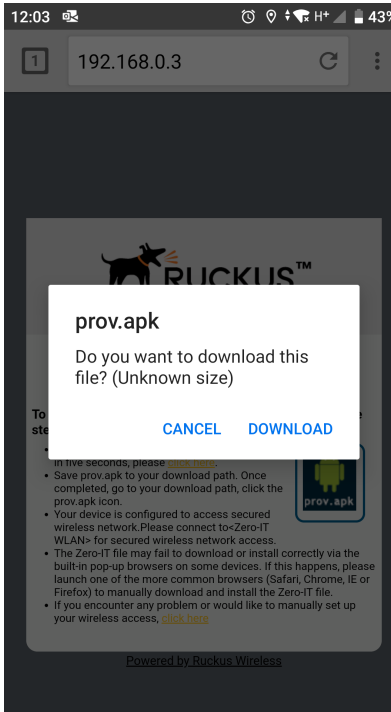 12:03 H+ 43%
1 192.168.0.3
RUCKUS™
prov.apk
Do you want to download this
file? (Unknown size)
CANCEL DOWNLOAD
To
ste
in five seconds, please click here.
Save prov.apk to your download path. Once
completed, go to your download path, click the
prov.apk icon.
prov.apk
Your device is configured to access secured
wireless network.Please connect to<Zero-IT
WLAN> for secured wireless network access.
The Zero-IT file may fail to download or install correctly via the
built-in pop-up browsers on some devices. If this happens, please
launch one of the more common browsers (Safari, Chrome, IE or
Firefox) to manually download and install the Zero-IT file.
If you encounter any problem or would like to manually set up
your wireless access, click here
Powered by Ruckus Wireless